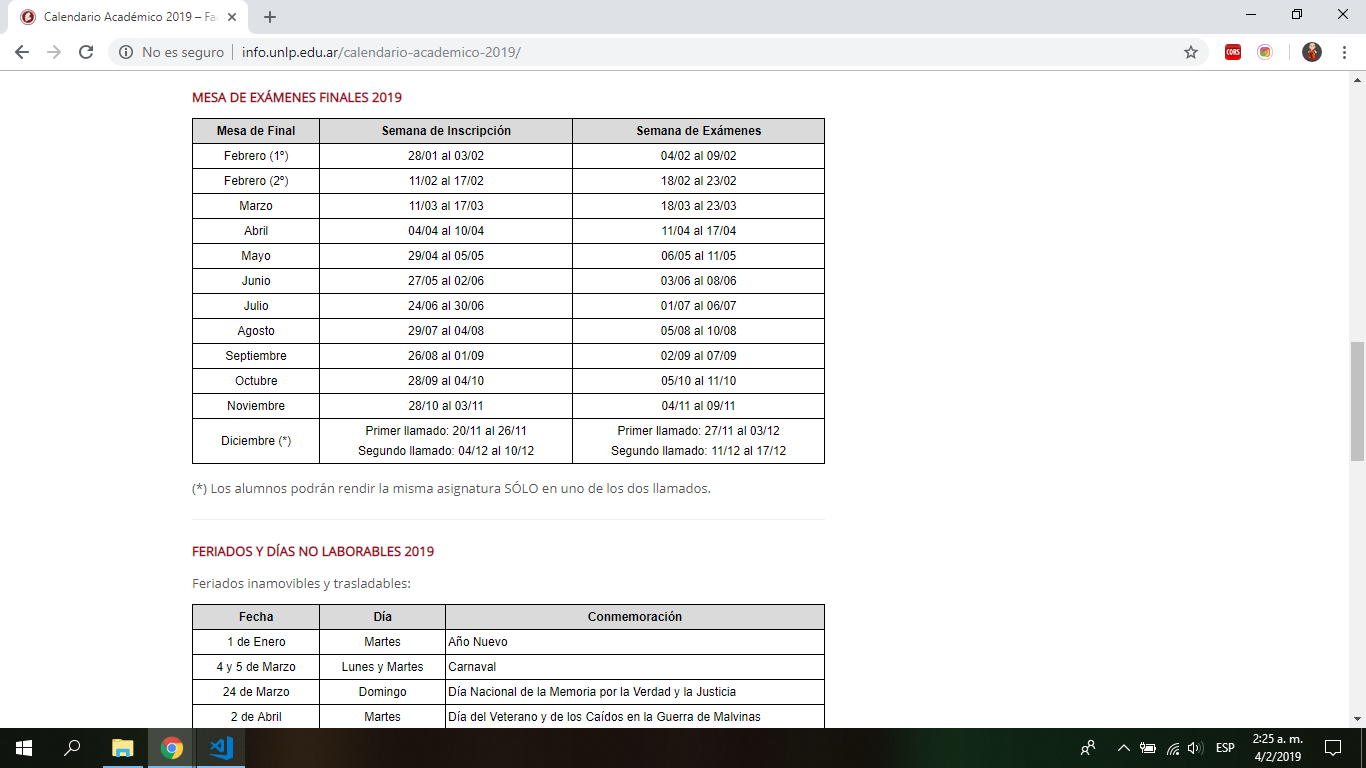 Calendario Académico 2019 – Fa
No es seguro info.unlp.edu.ar/calendario-academico-2019/
CORS
MESA DE EXÁMENES FINALES 2019
Mesa de Final Semana de Inscripción Semana de Exámenes
Febrero (1º) 28/01 al 03/02 04/02 al 09/02
Febrero (2º) 11/02 al 17/02 18/02 al 23/02
Marzo 11/03 al 17/03 18/03 al 23/03
Abril 04/04 al 10/04 11/04 al 17/04
Mayo 29/04 al 05/05 06/05 al 11/05
Junio 27/05 al 02/06 03/06 al 08/06
Julio 24/06 al 30/06 01/07 al 06/07
Agosto 29/07 al 04/08 05/08 al 10/08
Septiembre 26/08 al 01/09 02/09 al 07/09
Octubre 28/09 al 04/10 05/10 al 11/10
Noviembre 28/10 al 03/11 04/11 al 09/11
Diciembre (*) Primer llamado: 20/11 al 26/11 Primer llamado: 27/11 al 03/12
Segundo llamado: 04/12 al 10/12 Segundo llamado: 11/12 al 17/12
(*) Los alumnos podrán rendir la misma asignatura SÓLO en uno de los dos llamados.
FERIADOS Y DÍAS NO LABORABLES 2019
Feriados inamovibles y trasladables:
Fecha Día Conmemoración
1 de Enero Martes Año Nuevo
4 y 5 de Marzo Lunes y Martes Carnaval
24 de Marzo Domingo Día Nacional de la Memoria por la Verdad y la Justicia
2 de Abril Martes Día del Veterano y de los Caídos en la Guerra de Malvinas
ESP
2:25 a. m.
4/2/2019